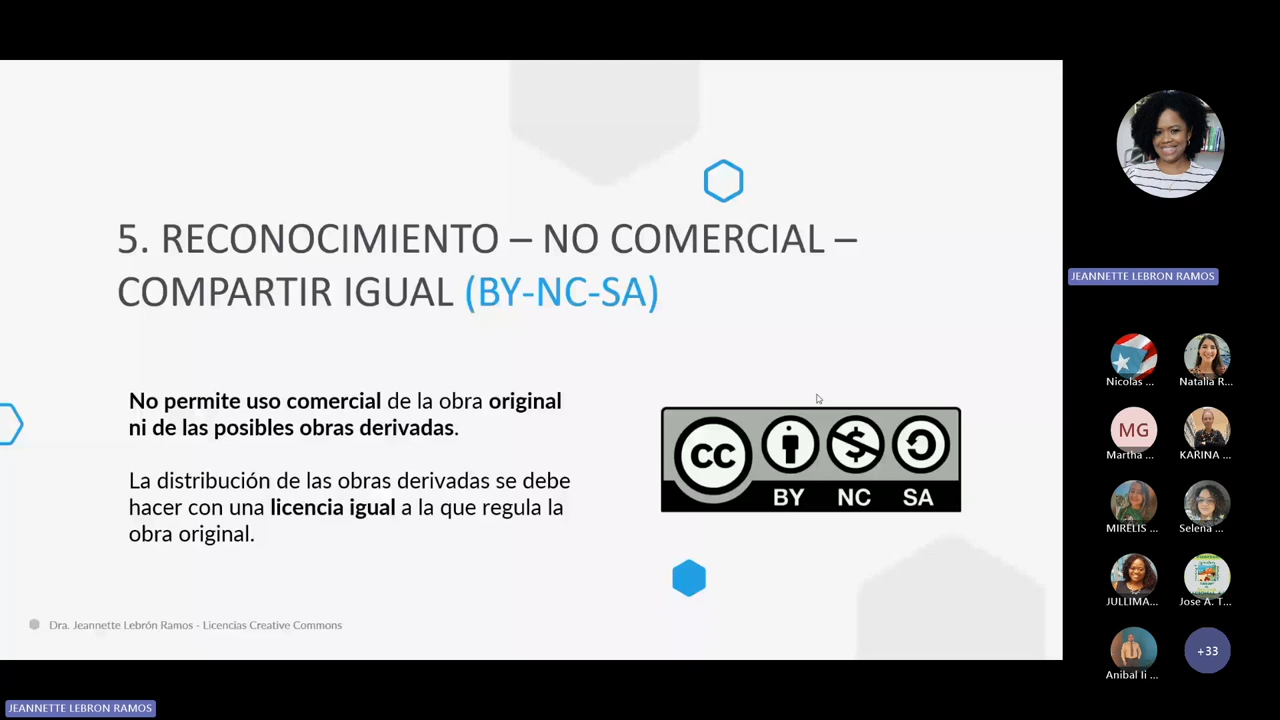 5. RECONOCIMIENTO – NO COMERCIAL –
COMPARTIR IGUAL (BY-NC-SA)
No permite uso comercial de la obra original
ni de las posibles obras derivadas.
La distribución de las obras derivadas se debe
hacer con una licencia igual a la que regula la
obra original.
CC
BY NC SA
Dra. Jeannette Lebrón Ramos - Licencias Creative Commons
JEANNETTE LEBRON RAMOS
JEANNETTE LEBRON RAMOS
Nicolas ... Natalia R...
MG
Martha ... KARINA ...
MIRELIS ... Selena ...
JULLIMA... Jose A. T...
+33
Anibal Ii ...